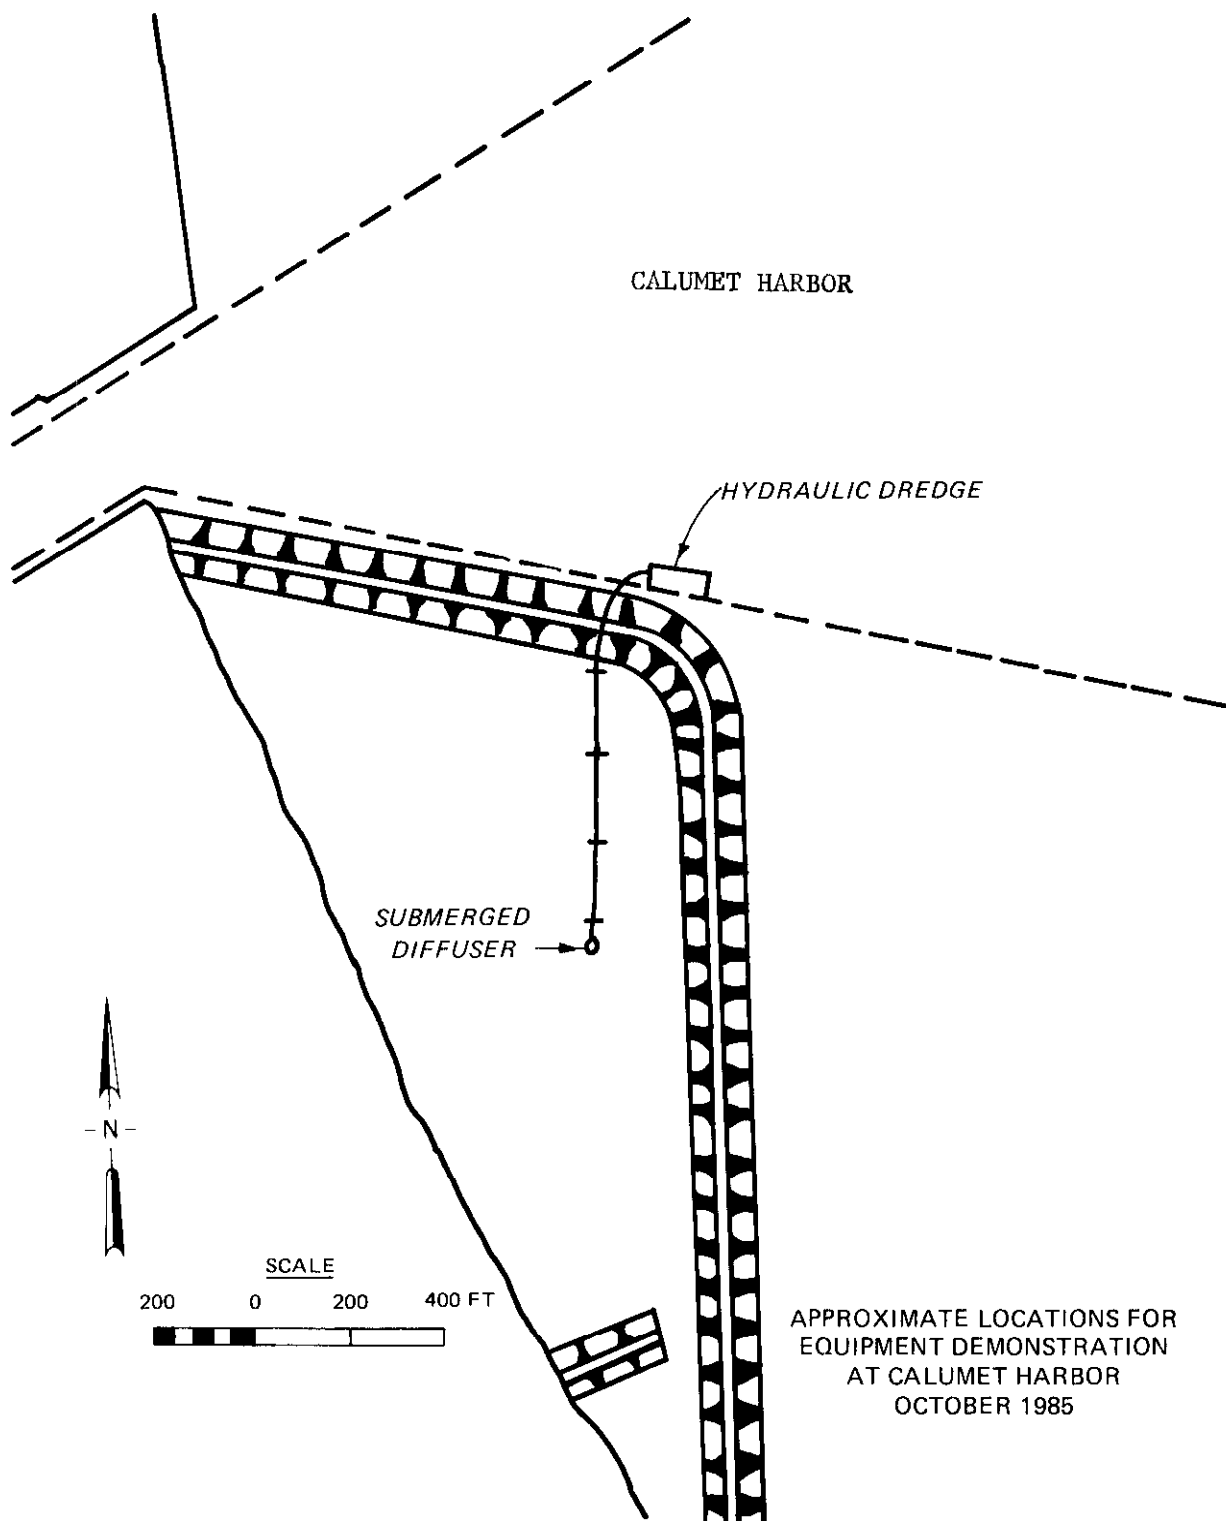 CALUMET HARBOR
HYDRAULIC DREDGE
SUBMERGED
DIFFUSER
- N -
SCALE
200 0 200 400 FT
APPROXIMATE LOCATIONS FOR
EQUIPMENT DEMONSTRATION
AT CALUMET HARBOR
OCTOBER 1985